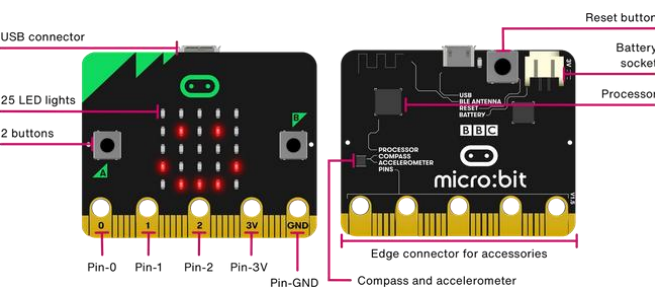 USB connector
25 LED lights
2 buttons
A
B
0
1
2
3V
GND
Pin-0
Pin-1
Pin-2
Pin-3V
Pin-GND
Reset button
Battery
socket
Processor
USB
BLE ANTENNA
RESET
BATTERY
BBC
PROCESSOR
COMPASS
ACCELEROMETER
PINS
micro:bit
V1.5
Edge connector for accessories
Compass and accelerometer